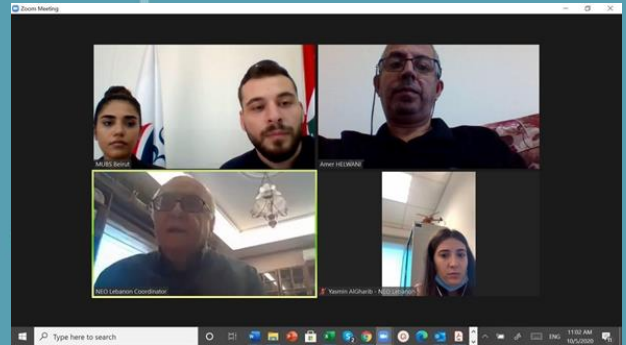 Zoom Meeting
MUBS Beirut
Amer HELWANI
NEO Lebanon Coordinator
Yasmin AlGharib - NEO Lebanon
Type here to search
ENG
11:02 AM
10/5/2020